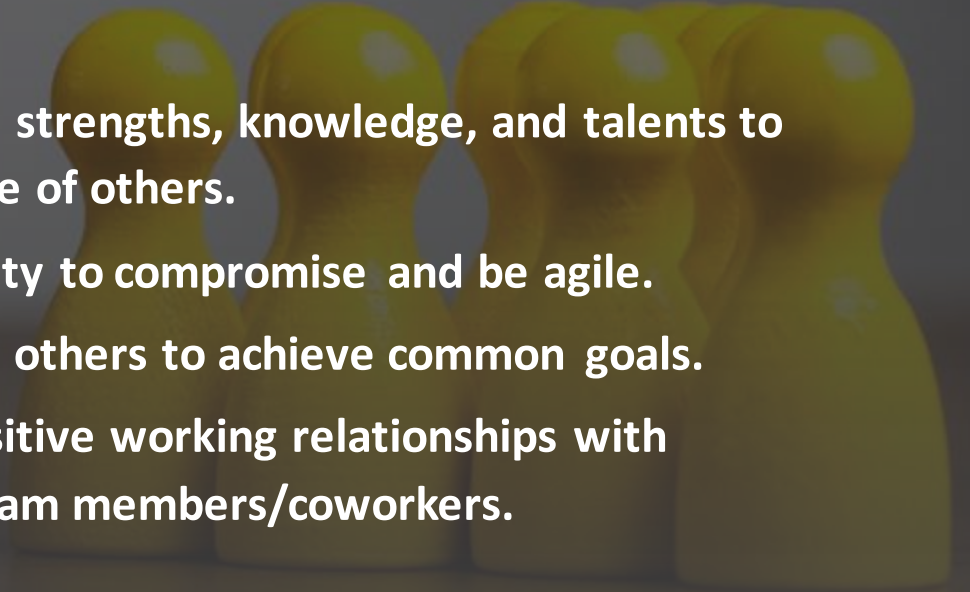 strengths, knowledge, and talents to
e of others.
ty to compromise and be agile.
others to achieve common goals.
sitive working relationships with
am members/coworkers.